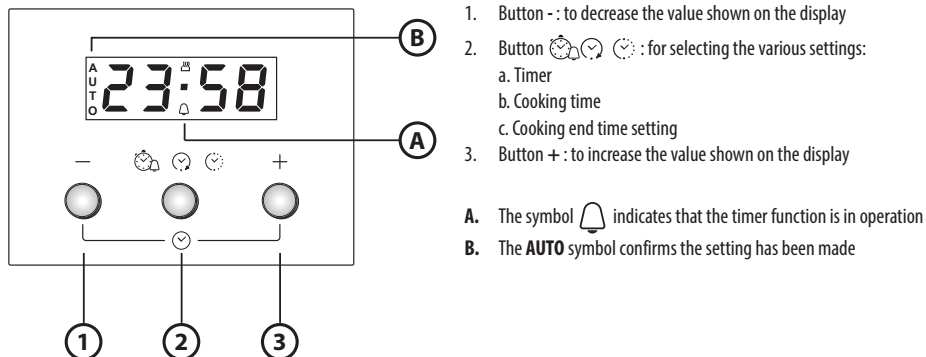 B
AUTO
23:58
A
−
+
1
2
3
1. Button - : to decrease the value shown on the display
2. Button : for selecting the various settings:
a. Timer
b. Cooking time
c. Cooking end time setting
3. Button + : to increase the value shown on the display
A. The symbol indicates that the timer function is in operation
B. The AUTO symbol confirms the setting has been made